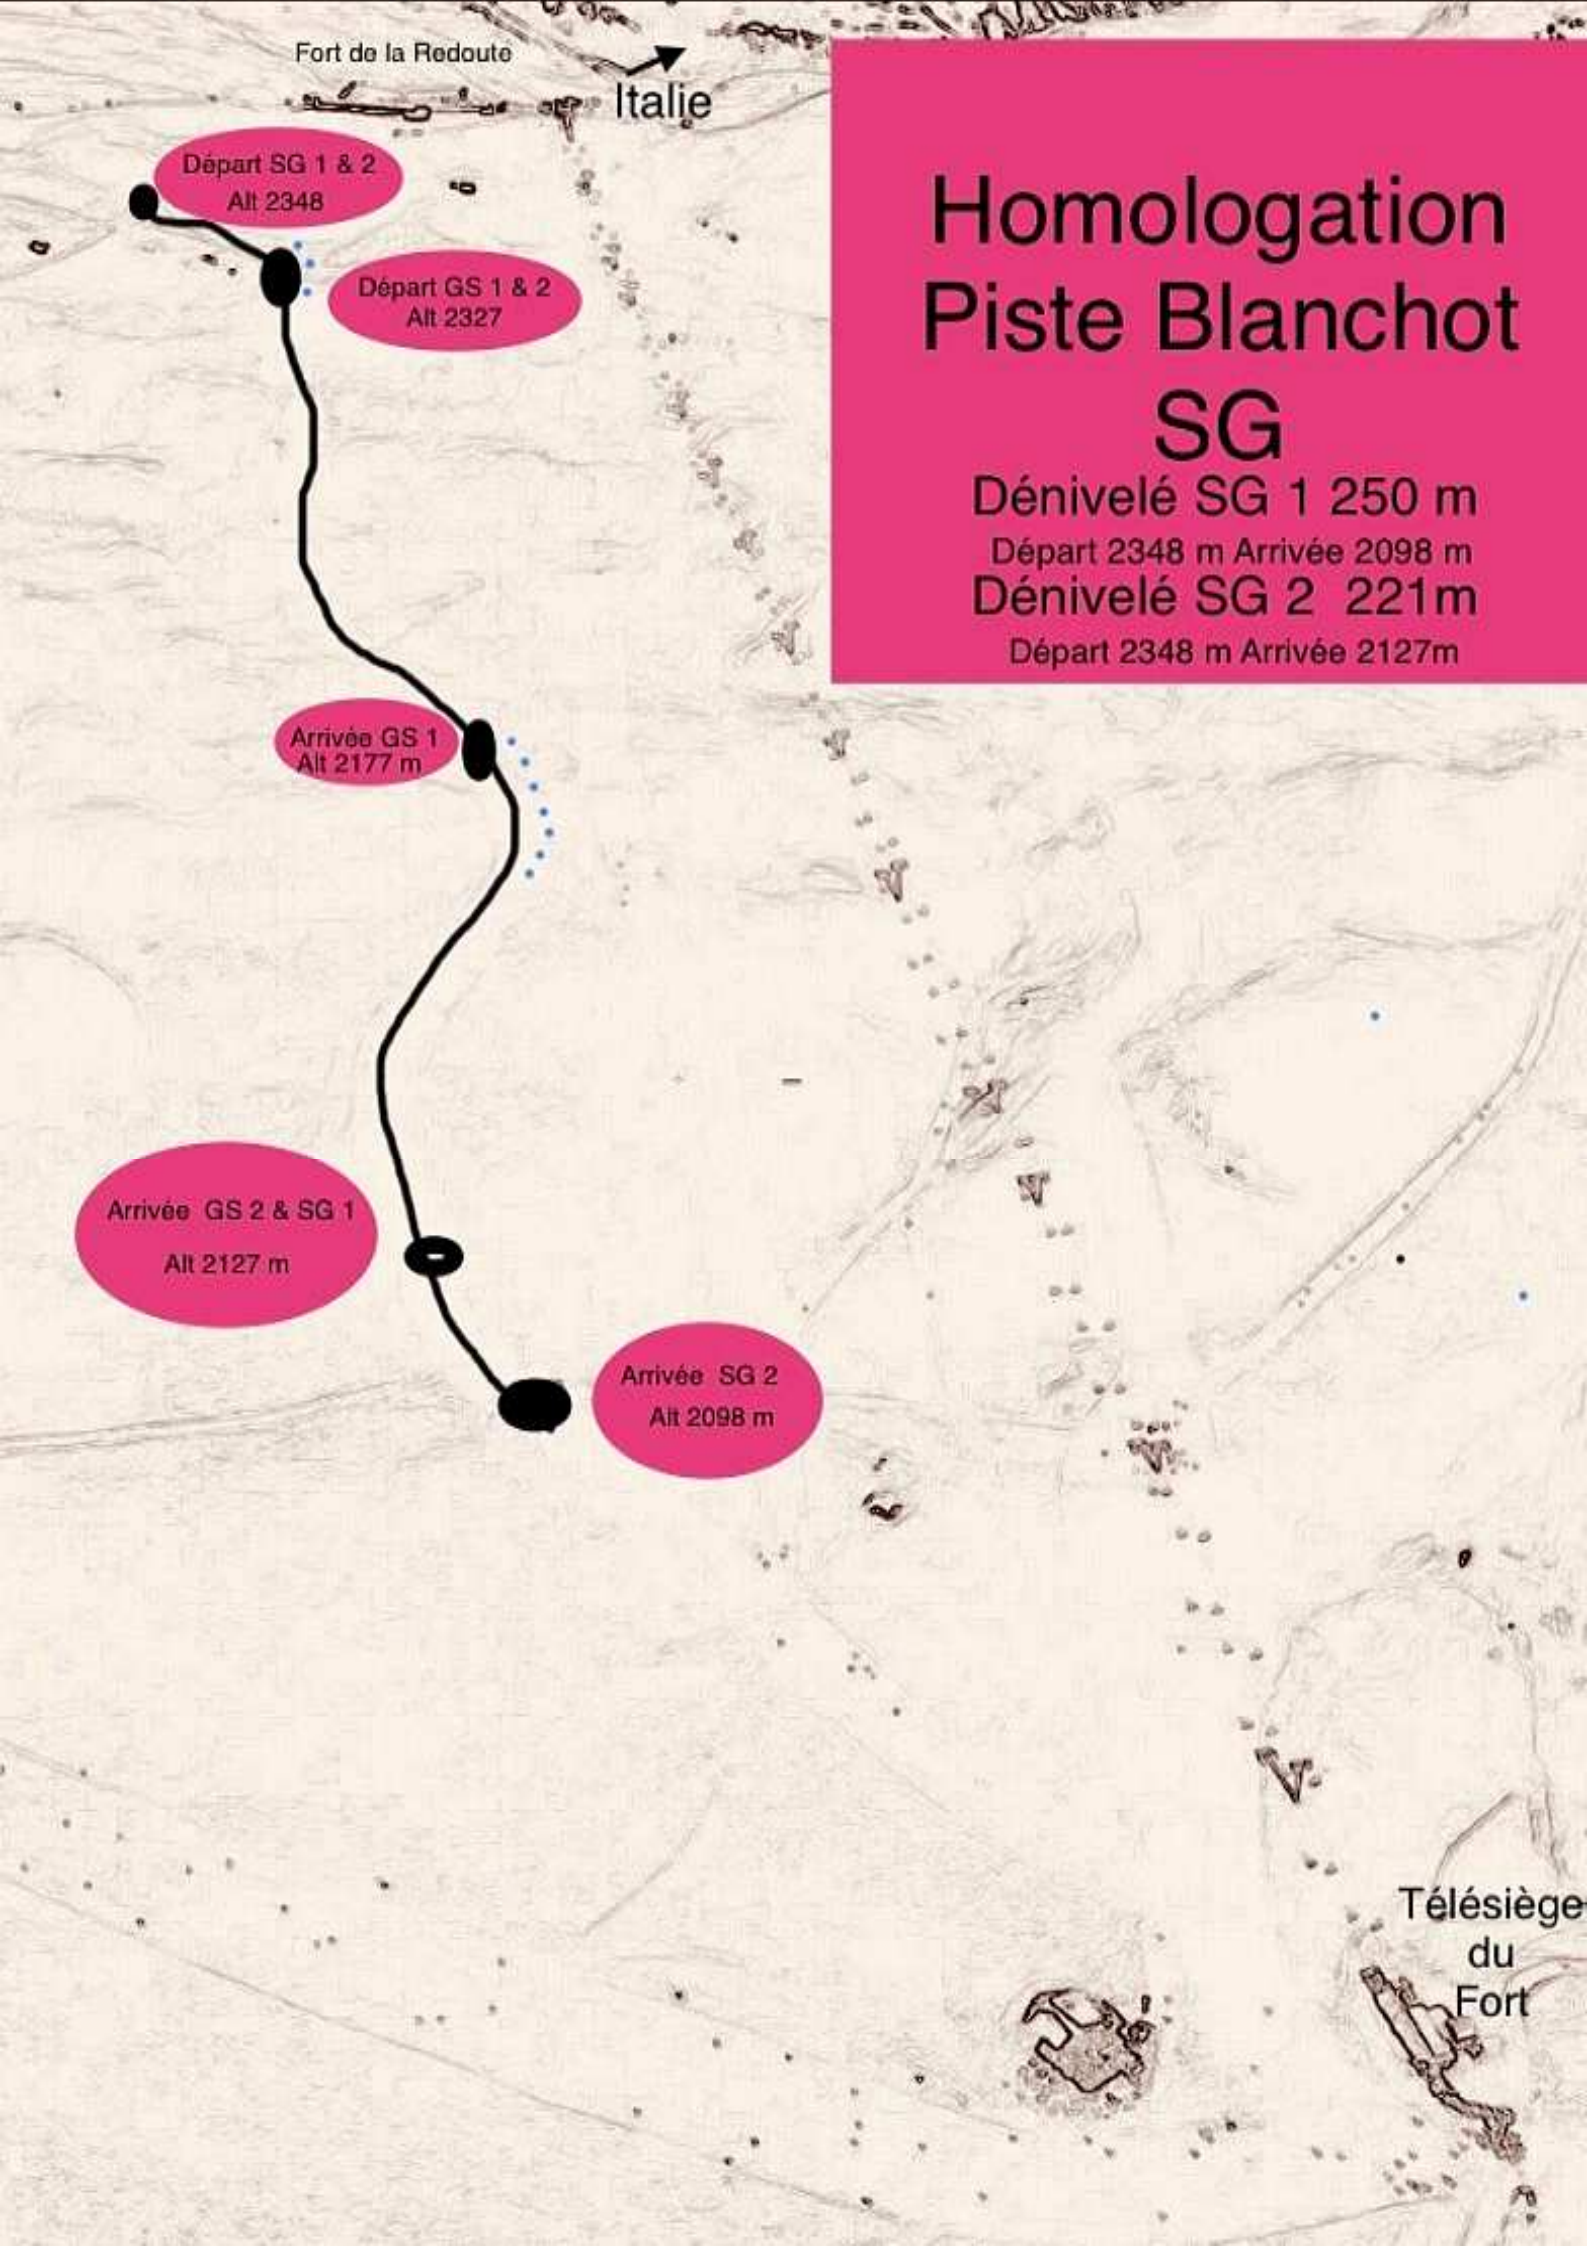 Fort de la Redoute
Italie
Départ SG 1 & 2
Alt 2348
Départ GS 1 & 2
Alt 2327
Homologation
Piste Blanchot
SG
Dénivelé SG 1 250 m
Départ 2348 m Arrivée 2098 m
Dénivelé SG 2 221m
Départ 2348 m Arrivée 2127m
Arrivée GS 1
Alt 2177 m
Arrivée GS 2 & SG 1
Alt 2127 m
Arrivée SG 2
Alt 2098 m
Télésiège
du
Fort